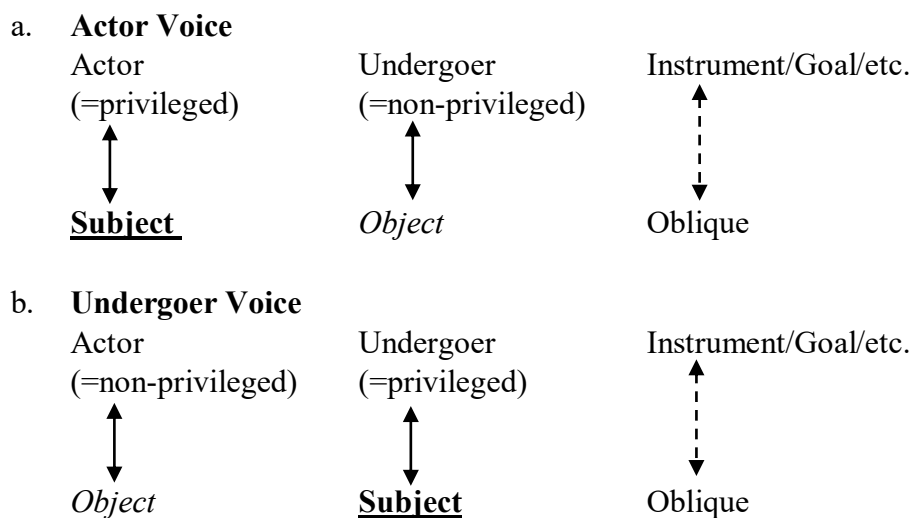 a. Actor Voice
Actor Undergoer Instrument/Goal/etc.
(=privileged) (=non-privileged)
Subject Object Oblique
b. Undergoer Voice
Actor Undergoer Instrument/Goal/etc.
(=non-privileged) (=privileged)
Object Subject Oblique